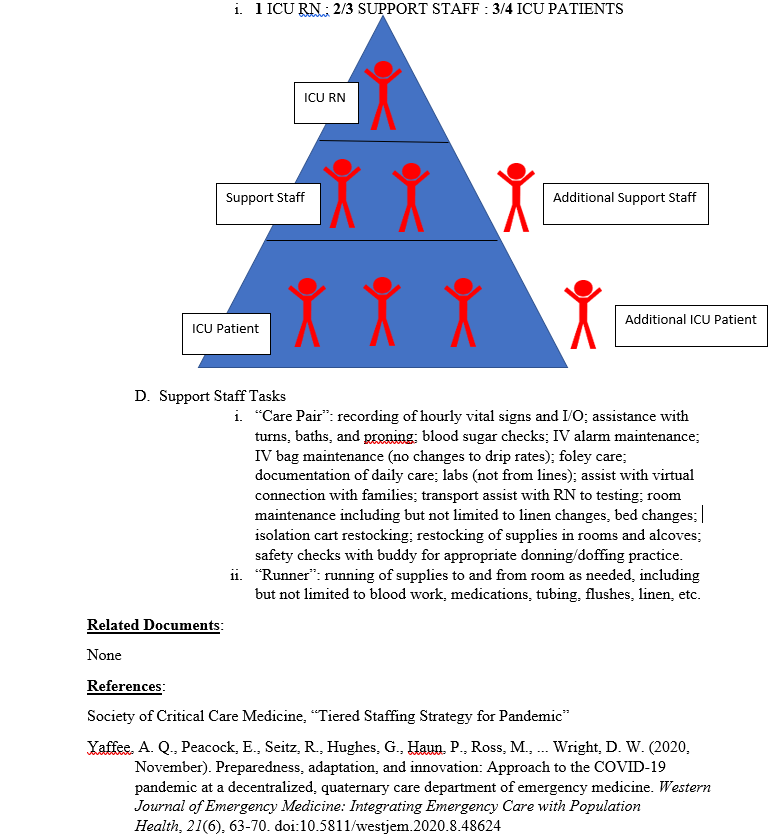 i. 1 ICU RN : 2/3 SUPPORT STAFF : 3/4 ICU PATIENTS
ICU RN
Support Staff
Additional Support Staff
ICU Patient
Additional ICU Patient
D. Support Staff Tasks
i. “Care Pair”: recording of hourly vital signs and I/O; assistance with
turns, baths, and proning; blood sugar checks; IV alarm maintenance;
IV bag maintenance (no changes to drip rates); foley care;
documentation of daily care; labs (not from lines); assist with virtual
connection with families; transport assist with RN to testing; room
maintenance including but not limited to linen changes, bed changes;
isolation cart restocking; restocking of supplies in rooms and alcoves;
safety checks with buddy for appropriate donning/doffing practice.
ii. “Runner”: running of supplies to and from room as needed, including
but not limited to blood work, medications, tubing, flushes, linen, etc.
Related Documents:
None
References:
Society of Critical Care Medicine, “Tiered Staffing Strategy for Pandemic”
Yaffee, A. Q., Peacock, E., Seitz, R., Hughes, G., Haun, P., Ross, M., ... Wright, D. W. (2020,
November). Preparedness, adaptation, and innovation: Approach to the COVID-19
pandemic at a decentralized, quaternary care department of emergency medicine. Western
Journal of Emergency Medicine: Integrating Emergency Care with Population
Health, 21(6), 63-70. doi:10.5811/westjem.2020.8.48624